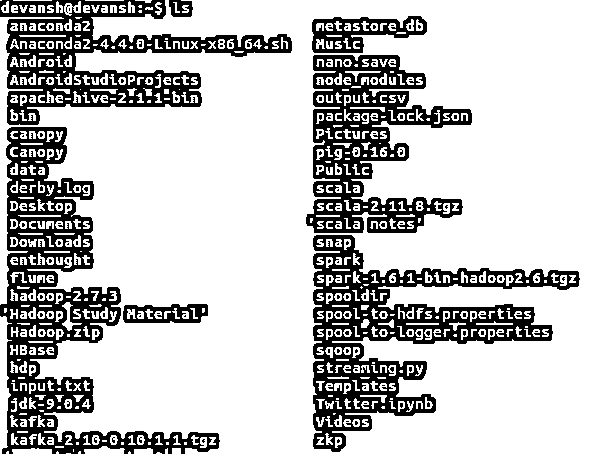 devansh@devansh:~$ ls
anaconda2 metastore_db
Anaconda2-4.4.0-Linux-x86_64.sh Music
Android nano.save
AndroidStudioProjects node_modules
apache-hive-2.1.1-bin output.csv
bin package-lock.json
canopy Pictures
Canopy pig-0.16.0
data Public
derby.log scala
Desktop scala-2.11.8.tgz
Documents 'scala notes'
Downloads snap
enthought spark
flume spark-1.6.1-bin-hadoop2.6.tgz
hadoop-2.7.3 spooldir
'Hadoop Study Material' spool-to-hdfs.properties
Hadoop.zip spool-to-logger.properties
HBase sqoop
hdp streaming.py
input.txt Templates
jdk-9.0.4 Twitter.ipynb
kafka Videos
kafka_2.10-0.10.1.1.tgz zkp